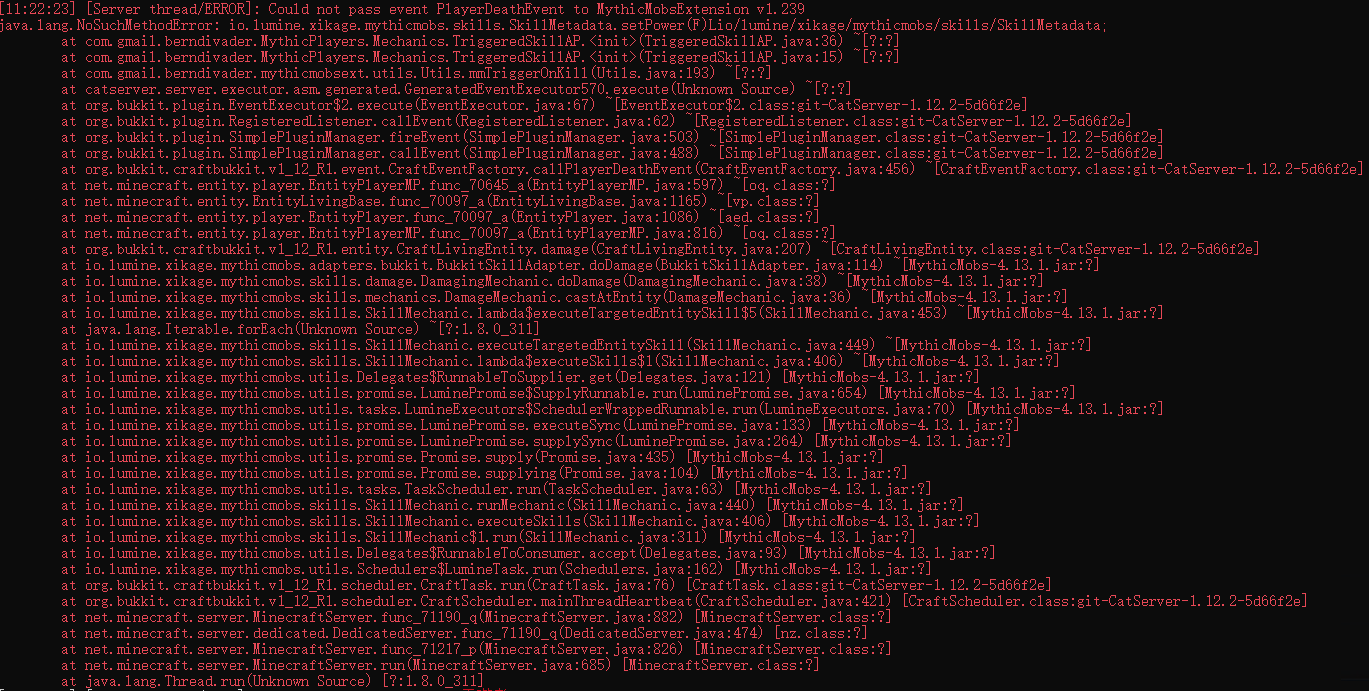 [11:22:23] [Server thread/ERROR]: Could not pass event PlayerDeathEvent to MythicMobsExtension v1.239
java.lang.NoSuchMethodError: io.lumine.xikage.mythicmobs.skills.SkillMetadata.setPower(F)Lio/lumine/xikage/mythicmobs/skills/SkillMetadata;
at com.gmail.berndivader.MythicPlayers.Mechanics.TriggeredSkillAP.<init>(TriggeredSkillAP.java:36) ~[?:?]
at com.gmail.berndivader.MythicPlayers.Mechanics.TriggeredSkillAP.<init>(TriggeredSkillAP.java:15) ~[?:?]
at com.gmail.berndivader.mythicmobsext.utils.Utils.mmTriggerOnKill(Utils.java:193) ~[?:?]
at catserver.server.executor.asm.generated.GeneratedEventExecutor570.execute(Unknown Source) ~[?:?]
at org.bukkit.plugin.EventExecutor$2.execute(EventExecutor.java:67) ~[EventExecutor$2.class:git-CatServer-1.12.2-5d66f2e]
at org.bukkit.plugin.RegisteredListener.callEvent(RegisteredListener.java:62) ~[RegisteredListener.class:git-CatServer-1.12.2-5d66f2e]
at org.bukkit.plugin.SimplePluginManager.fireEvent(SimplePluginManager.java:503) ~[SimplePluginManager.class:git-CatServer-1.12.2-5d66f2e]
at org.bukkit.plugin.SimplePluginManager.callEvent(SimplePluginManager.java:488) ~[SimplePluginManager.class:git-CatServer-1.12.2-5d66f2e]
at org.bukkit.craftbukkit.v1_12_R1.event.CraftEventFactory.callPlayerDeathEvent(CraftEventFactory.java:456) ~[CraftEventFactory.class:git-CatServer-1.12.2-5d66f2e]
at net.minecraft.entity.player.EntityPlayerMP.func_70645_a(EntityPlayerMP.java:597) ~[oq.class:?]
at net.minecraft.entity.EntityLivingBase.func_70097_a(EntityLivingBase.java:1165) ~[vp.class:?]
at net.minecraft.entity.player.EntityPlayer.func_70097_a(EntityPlayer.java:1086) ~[aed.class:?]
at net.minecraft.entity.player.EntityPlayerMP.func_70097_a(EntityPlayerMP.java:816) ~[oq.class:?]
at org.bukkit.craftbukkit.v1_12_R1.entity.CraftLivingEntity.damage(CraftLivingEntity.java:207) ~[CraftLivingEntity.class:git-CatServer-1.12.2-5d66f2e]
at io.lumine.xikage.mythicmobs.adapters.bukkit.BukkitSkillAdapter.doDamage(BukkitSkillAdapter.java:114) ~[MythicMobs-4.13.1.jar:?]
at io.lumine.xikage.mythicmobs.skills.damage.DamagingMechanic.doDamage(DamagingMechanic.java:38) ~[MythicMobs-4.13.1.jar:?]
at io.lumine.xikage.mythicmobs.skills.mechanics.DamageMechanic.castAtEntity(DamageMechanic.java:36) ~[MythicMobs-4.13.1.jar:?]
at io.lumine.xikage.mythicmobs.skills.SkillMechanic.lambda$executeTargetedEntitySkill$5(SkillMechanic.java:453) ~[MythicMobs-4.13.1.jar:?]
at java.lang.Iterable.forEach(Unknown Source) ~[?:1.8.0_311]
at io.lumine.xikage.mythicmobs.skills.SkillMechanic.executeTargetedEntitySkill(SkillMechanic.java:449) ~[MythicMobs-4.13.1.jar:?]
at io.lumine.xikage.mythicmobs.skills.SkillMechanic.lambda$executeSkills$1(SkillMechanic.java:406) ~[MythicMobs-4.13.1.jar:?]
at io.lumine.xikage.mythicmobs.utils.Delegates$RunnableToSupplier.get(Delegates.java:121) [MythicMobs-4.13.1.jar:?]
at io.lumine.xikage.mythicmobs.utils.promise.LuminePromise$SupplyRunnable.run(LuminePromise.java:654) [MythicMobs-4.13.1.jar:?]
at io.lumine.xikage.mythicmobs.utils.tasks.LumineExecutors$SchedulerWrappedRunnable.run(LumineExecutors.java:70) [MythicMobs-4.13.1.jar:?]
at io.lumine.xikage.mythicmobs.utils.promise.LuminePromise.executeSync(LuminePromise.java:133) [MythicMobs-4.13.1.jar:?]
at io.lumine.xikage.mythicmobs.utils.promise.LuminePromise.supplySync(LuminePromise.java:264) [MythicMobs-4.13.1.jar:?]
at io.lumine.xikage.mythicmobs.utils.promise.Promise.supply(Promise.java:435) [MythicMobs-4.13.1.jar:?]
at io.lumine.xikage.mythicmobs.utils.promise.Promise.supplying(Promise.java:104) [MythicMobs-4.13.1.jar:?]
at io.lumine.xikage.mythicmobs.utils.tasks.TaskScheduler.run(TaskScheduler.java:63) [MythicMobs-4.13.1.jar:?]
at io.lumine.xikage.mythicmobs.skills.SkillMechanic.runMechanic(SkillMechanic.java:440) [MythicMobs-4.13.1.jar:?]
at io.lumine.xikage.mythicmobs.skills.SkillMechanic.executeSkills(SkillMechanic.java:406) [MythicMobs-4.13.1.jar:?]
at io.lumine.xikage.mythicmobs.skills.SkillMechanic$1.run(SkillMechanic.java:311) [MythicMobs-4.13.1.jar:?]
at io.lumine.xikage.mythicmobs.utils.Delegates$RunnableToConsumer.accept(Delegates.java:93) [MythicMobs-4.13.1.jar:?]
at io.lumine.xikage.mythicmobs.utils.Schedulers$LumineTask.run(Schedulers.java:162) [MythicMobs-4.13.1.jar:?]
at org.bukkit.craftbukkit.v1_12_R1.scheduler.CraftTask.run(CraftTask.java:76) [CraftTask.class:git-CatServer-1.12.2-5d66f2e]
at org.bukkit.craftbukkit.v1_12_R1.scheduler.CraftScheduler.mainThreadHeartbeat(CraftScheduler.java:421) [CraftScheduler.class:git-CatServer-1.12.2-5d66f2e]
at net.minecraft.server.MinecraftServer.func_71190_q(MinecraftServer.java:882) [MinecraftServer.class:?]
at net.minecraft.server.dedicated.DedicatedServer.func_71190_q(DedicatedServer.java:474) [nz.class:?]
at net.minecraft.server.MinecraftServer.func_71217_p(MinecraftServer.java:826) [MinecraftServer.class:?]
at net.minecraft.server.MinecraftServer.run(MinecraftServer.java:685) [MinecraftServer.class:?]
at java.lang.Thread.run(Unknown Source) [?:1.8.0_311]